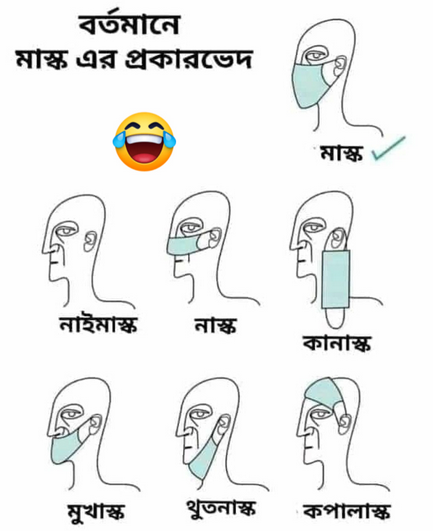 বর্তমানে
মাস্ক এর প্রকারভেদ
মাস্ক
নাইমাস্ক
নাস্ক
কানাস্ক
মুখাস্ক
থুতনাস্ক
কপালাস্ক